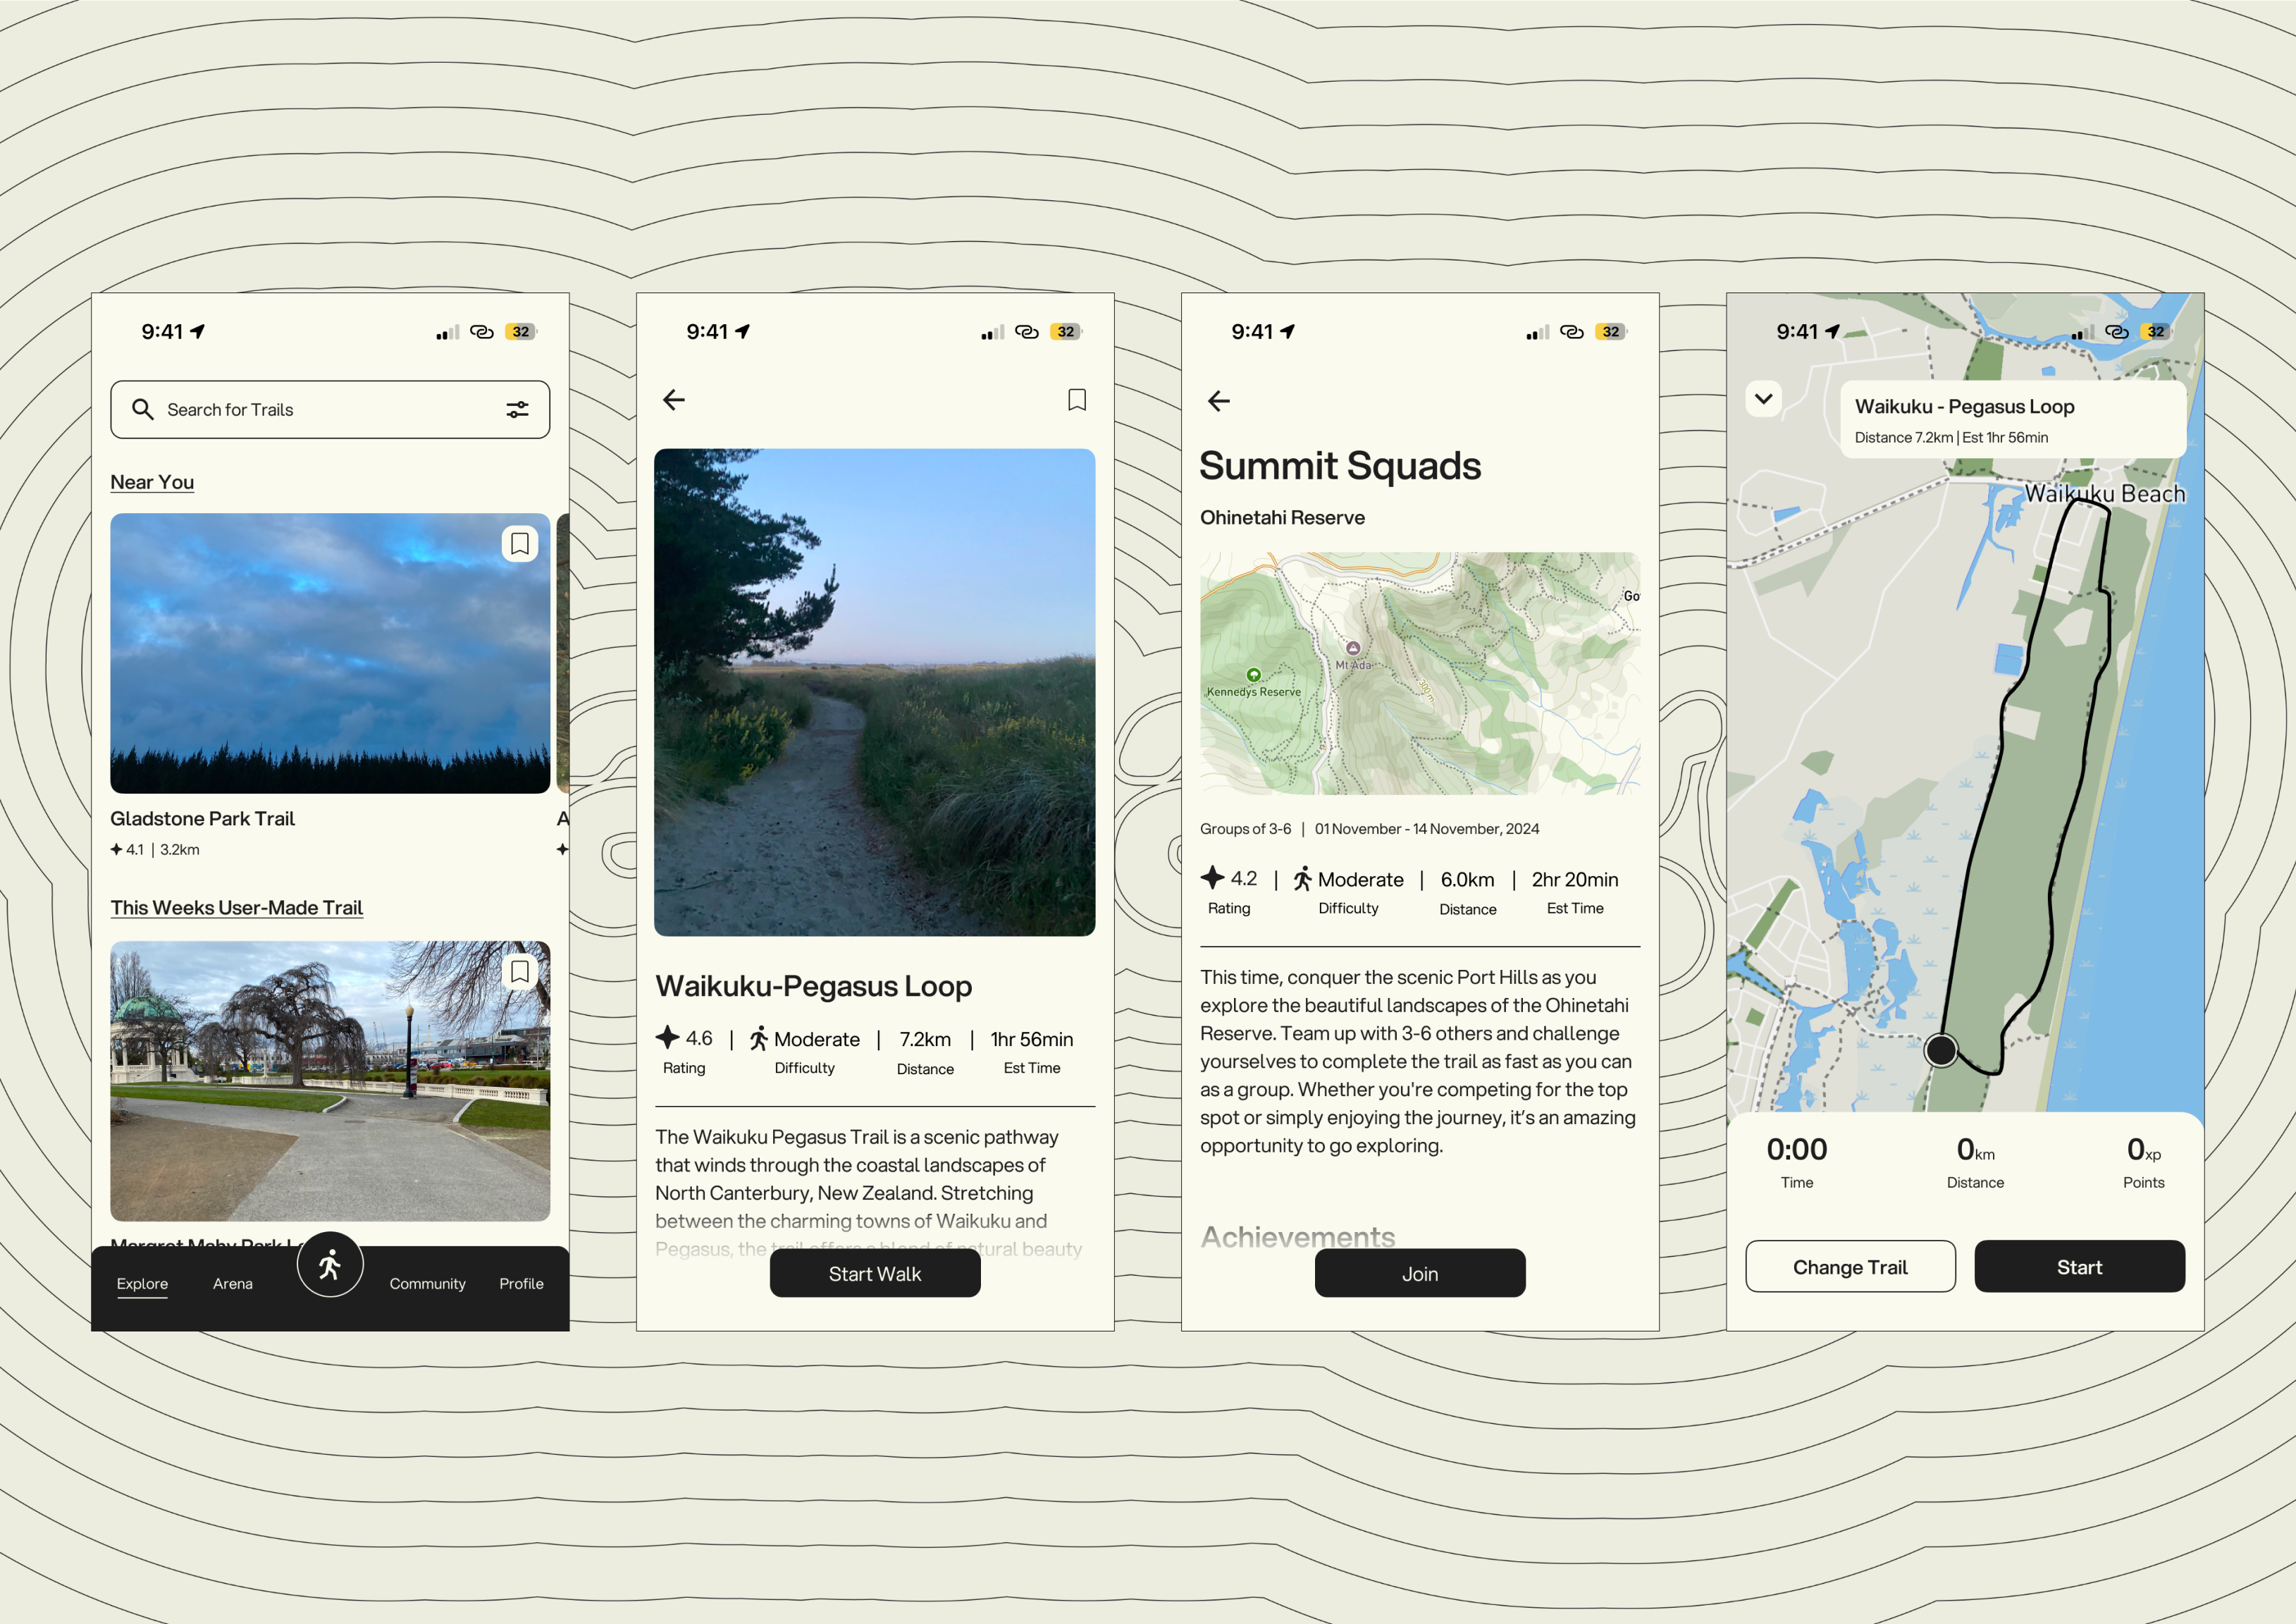 9:41
32
Search for Trails
Near You
Gladstone Park Trail
A
4.1 | 3.2km
This Weeks User-Made Trail
Explore
Arena
Community
Profile
9:41
32
Waikuku-Pegasus Loop
4.6 | Moderate | 7.2km | 1hr 56min
Rating Difficulty Distance Est Time
The Waikuku Pegasus Trail is a scenic pathway
that winds through the coastal landscapes of
North Canterbury, New Zealand. Stretching
between the charming towns of Waikuku and
Pegasus, the trail offers a blend of natural beauty
Start Walk
9:41
32
Summit Squads
Ohinetahi Reserve
Go
Mt Ada
Kennedys Reserve
300 m
Groups of 3-6 | 01 November - 14 November, 2024
4.2 | Moderate | 6.0km | 2hr 20min
Rating Difficulty Distance Est Time
This time, conquer the scenic Port Hills as you
explore the beautiful landscapes of the Ohinetahi
Reserve. Team up with 3-6 others and challenge
yourselves to complete the trail as fast as you can
as a group. Whether you're competing for the top
spot or simply enjoying the journey, it’s an amazing
opportunity to go exploring.
Achievements
Join
9:41
32
Waikuku - Pegasus Loop
Distance 7.2km | Est 1hr 56min
Waikuku Beach
0:00 0km 0xp
Time Distance Points
Change Trail
Start